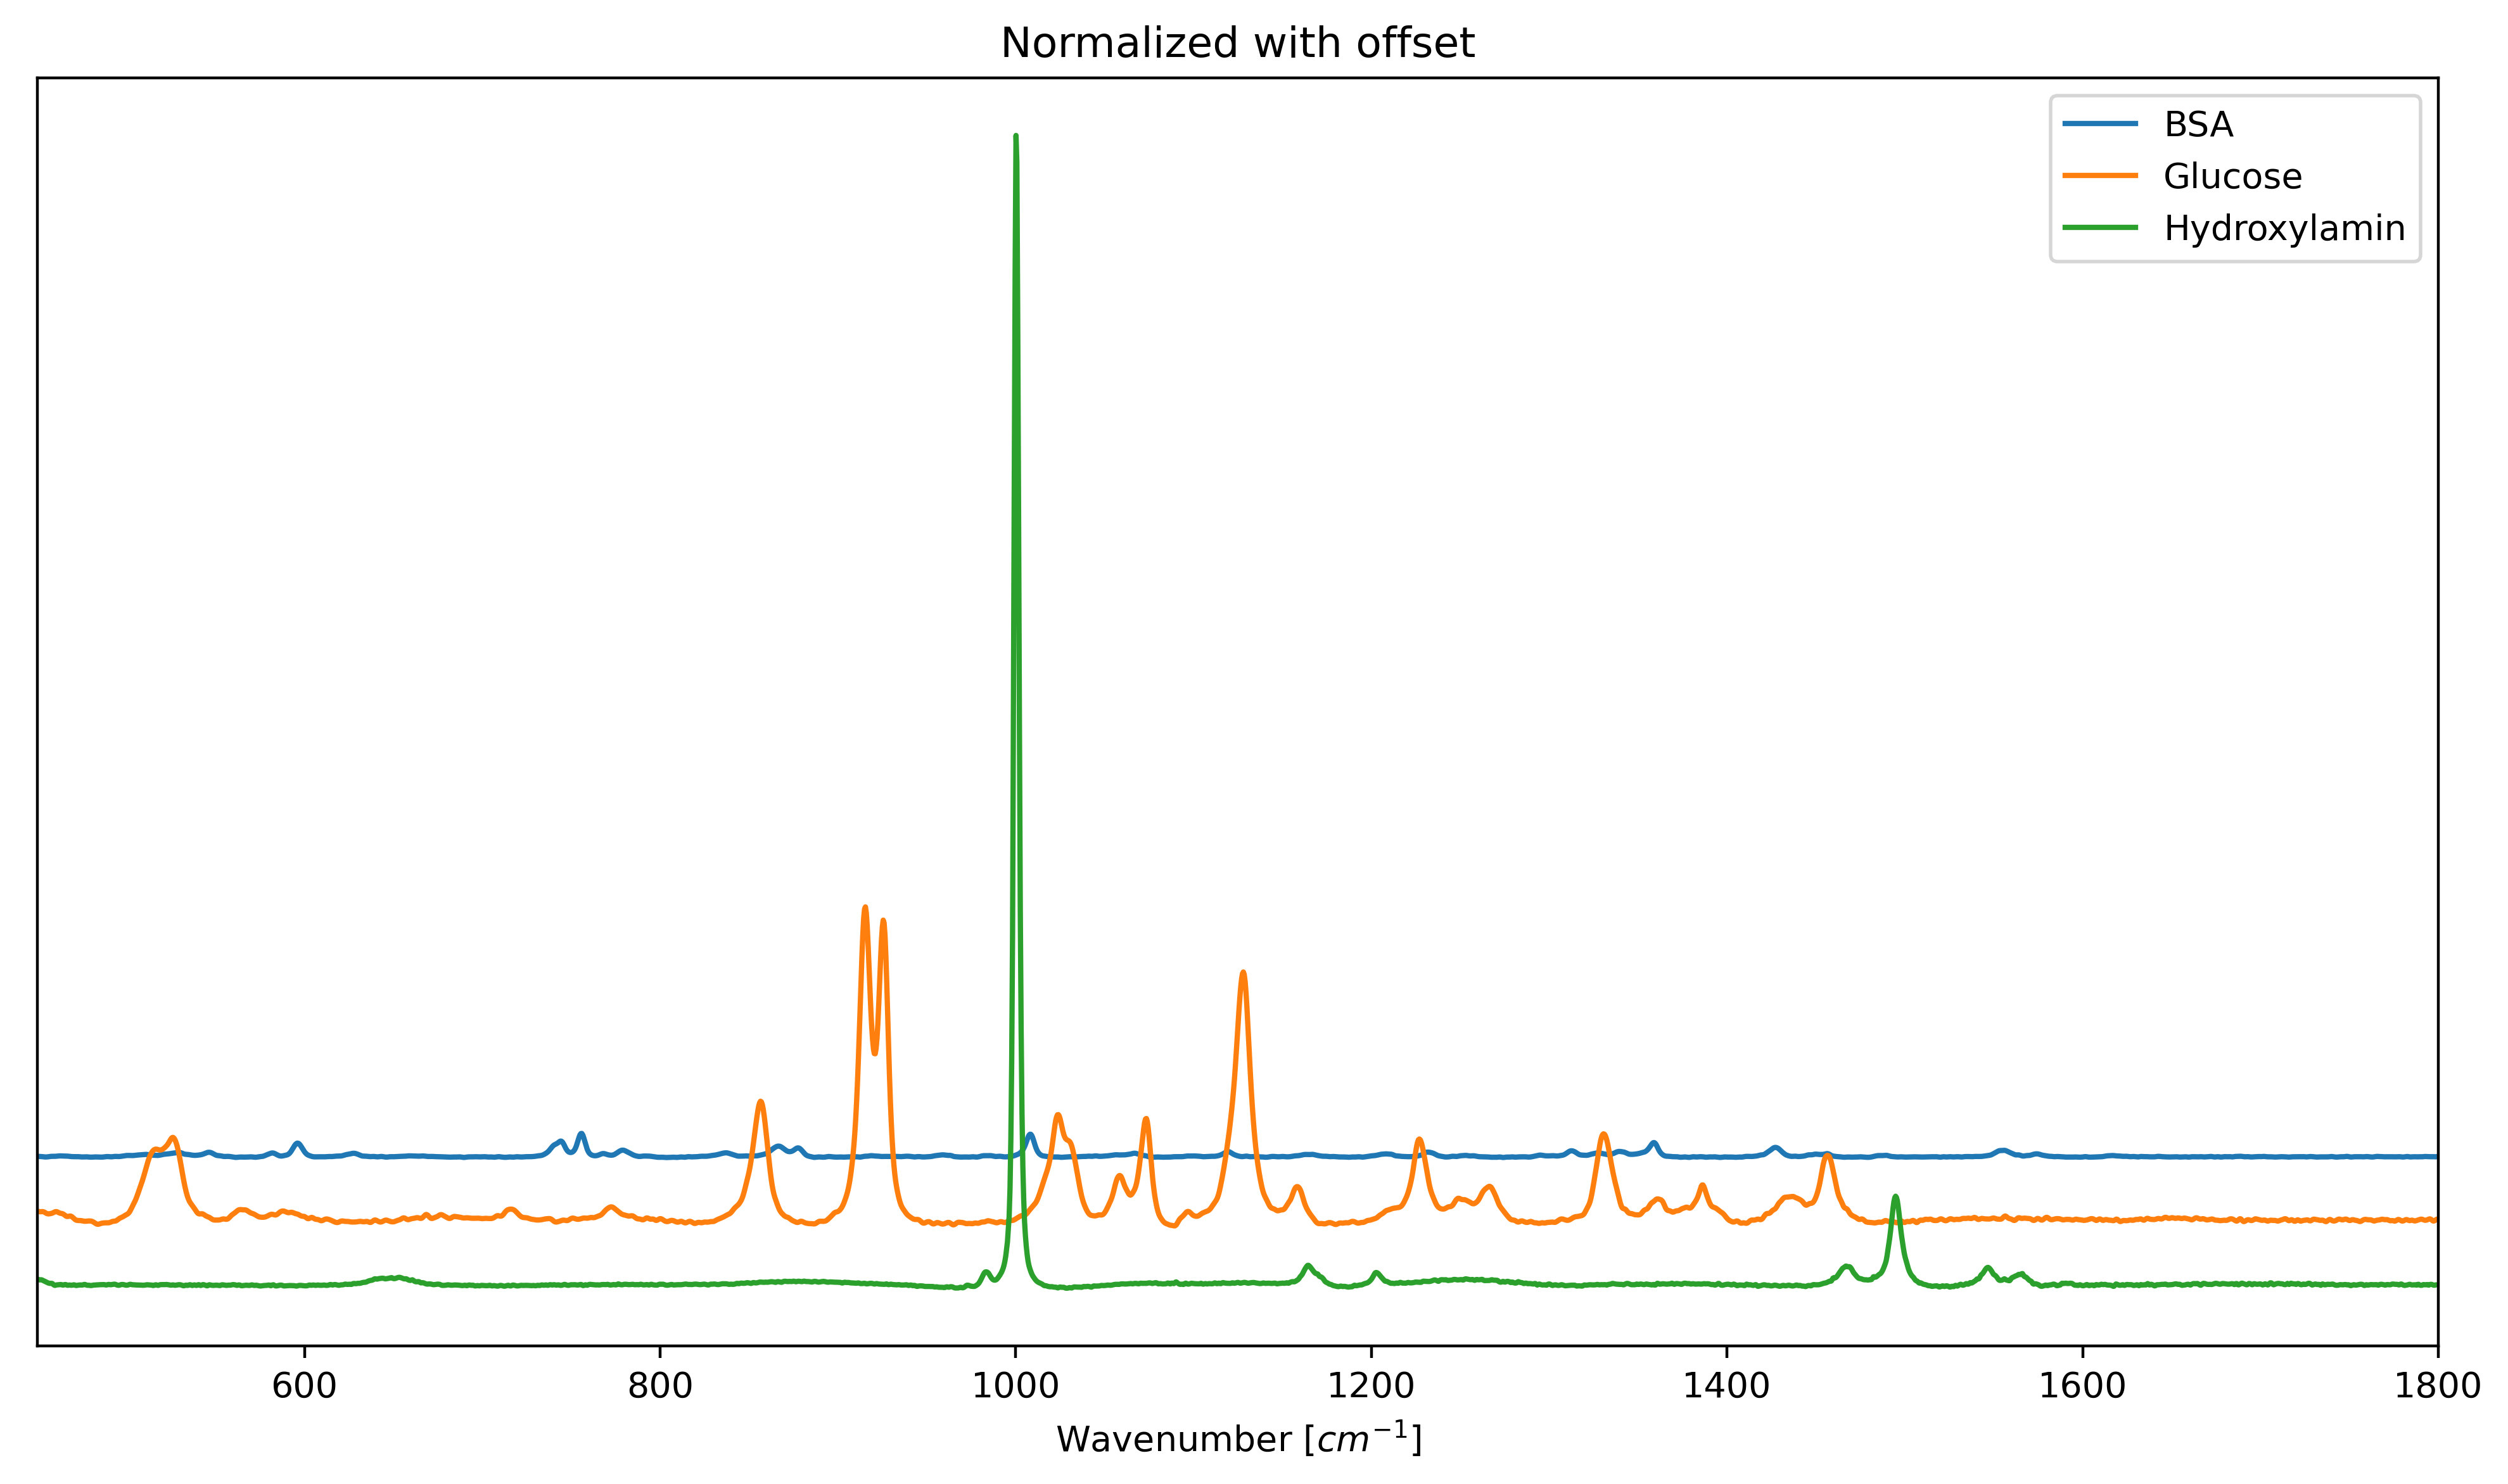 Normalized with offset
BSA
Glucose
Hydroxylamin
600 800 1000 1200 1400 1600 1800
Wavenumber [cm⁻¹]